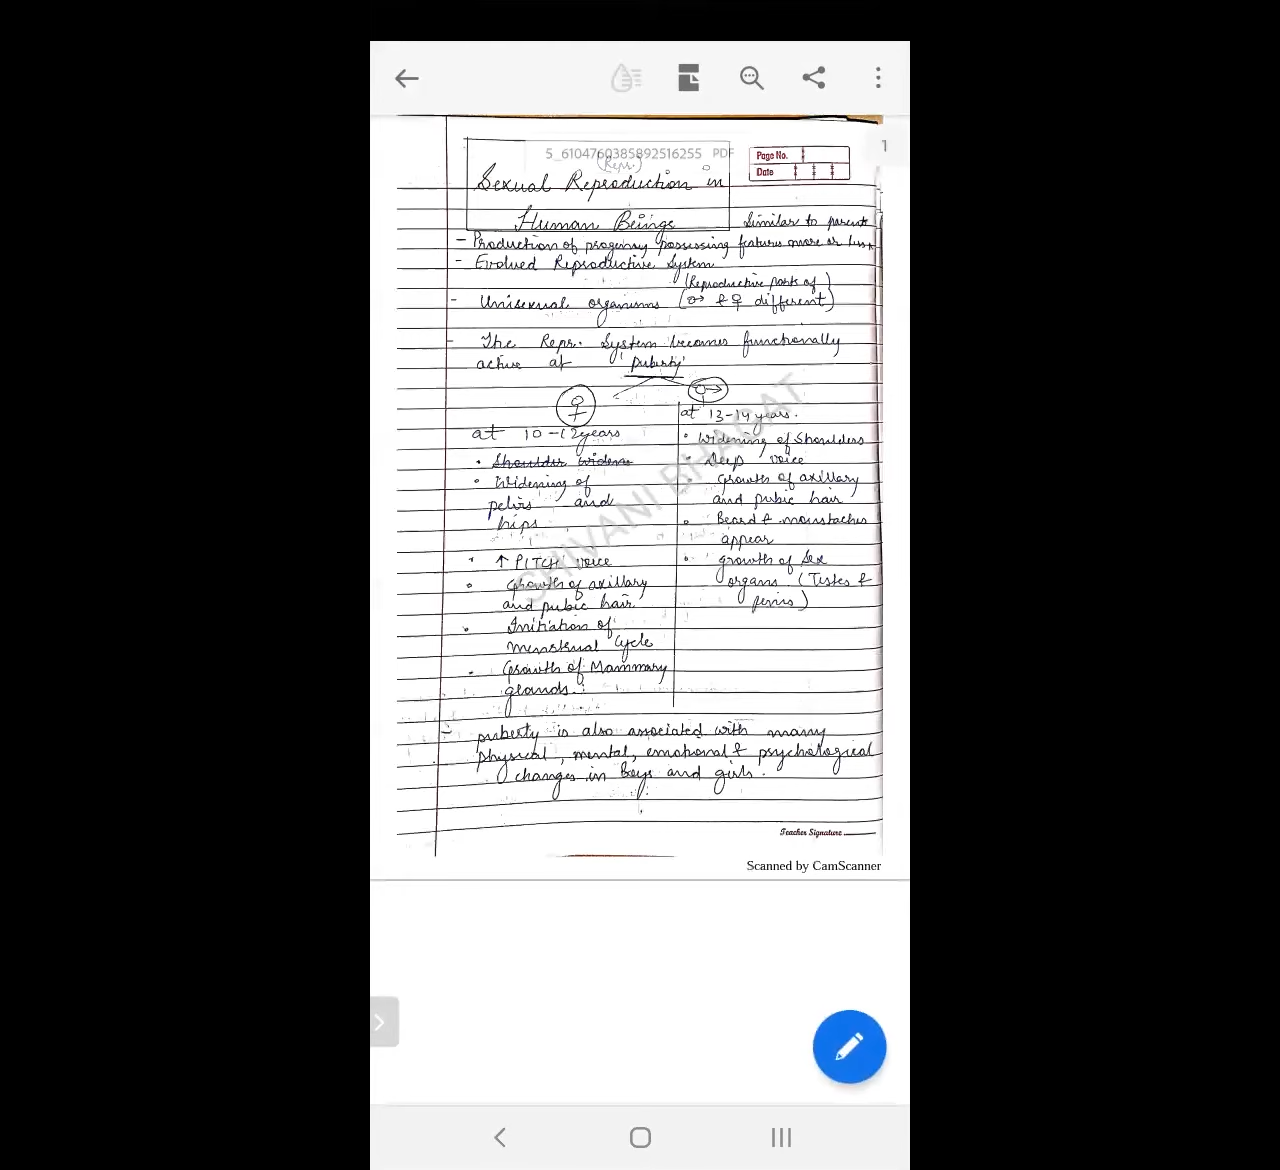 5_6104760385892516255 PDF
1
(Repr.)
Page No.
Date
Sexual Reproduction in
Human Beings
Similar to parents
- Production of progeny possessing features more or less
- Evolved Reproductive System
(Reproductive parts of)
- Unisexual organisms (♂ & ♀ different)
- The Repr. System becomes functionally
active at 'puberty'
♀
at 10-12 years
• Shoulder widens
• Widening of
pelvis and
hips
• ↑ PITCH voice
• Growth of axillary
and pubic hair
• Initiation of
menstrual cycle
• Growth of Mammary
glands.
♂
at 13-14 years.
• Widening of shoulders
• Deep voice
• Growth of axillary
and pubic hair
• Beard & moustaches
appear
• growth of sex
organs (Testes &
penis)
- puberty is also associated with many
physical, mental, emotional & psychological
changes in Boys and girls.
SHIVANI BHAGAT
Teacher Signature
Scanned by CamScanner